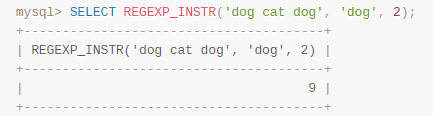 mysql> SELECT REGEXP_INSTR('dog cat dog', 'dog', 2);
+---------------------------------------+
| REGEXP_INSTR('dog cat dog', 'dog', 2) |
+---------------------------------------+
|                                     9 |
+---------------------------------------+